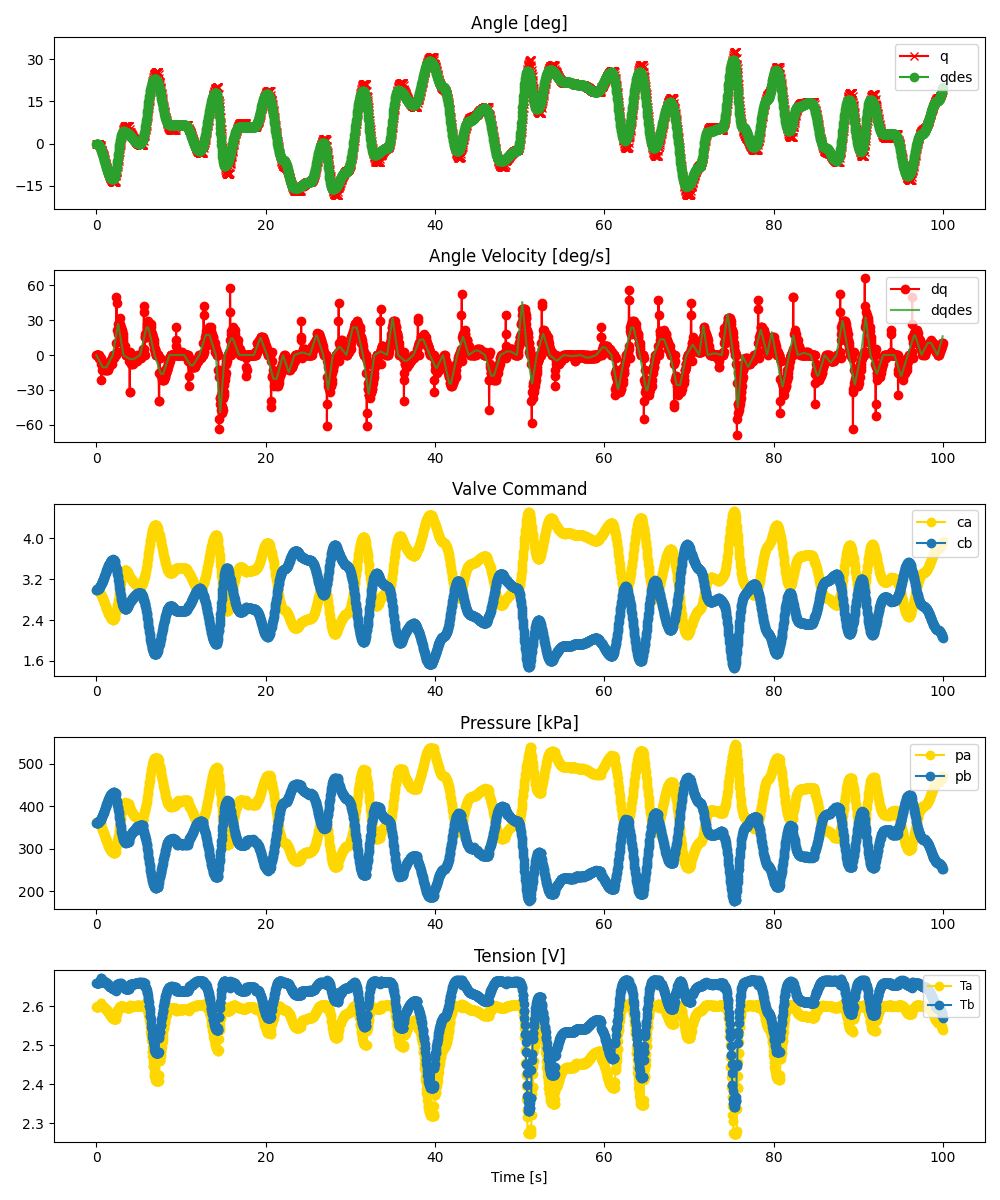 Angle [deg]
30
15
0
−15
q
qdes
0 20 40 60 80 100
Angle Velocity [deg/s]
60
30
0
−30
−60
dq
dqdes
0 20 40 60 80 100
Valve Command
4.0
3.2
2.4
1.6
ca
cb
0 20 40 60 80 100
Pressure [kPa]
500
400
300
200
pa
pb
0 20 40 60 80 100
Tension [V]
2.6
2.5
2.4
2.3
Ta
Tb
0 20 40 60 80 100
Time [s]